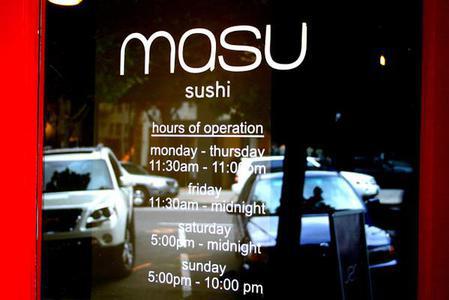 masu
sushi
hours of operation
monday - thursday
11:30am - 11:00pm
friday
11:30am - midnight
saturday
5:00pm - midnight
sunday
5:00pm - 10:00 pm